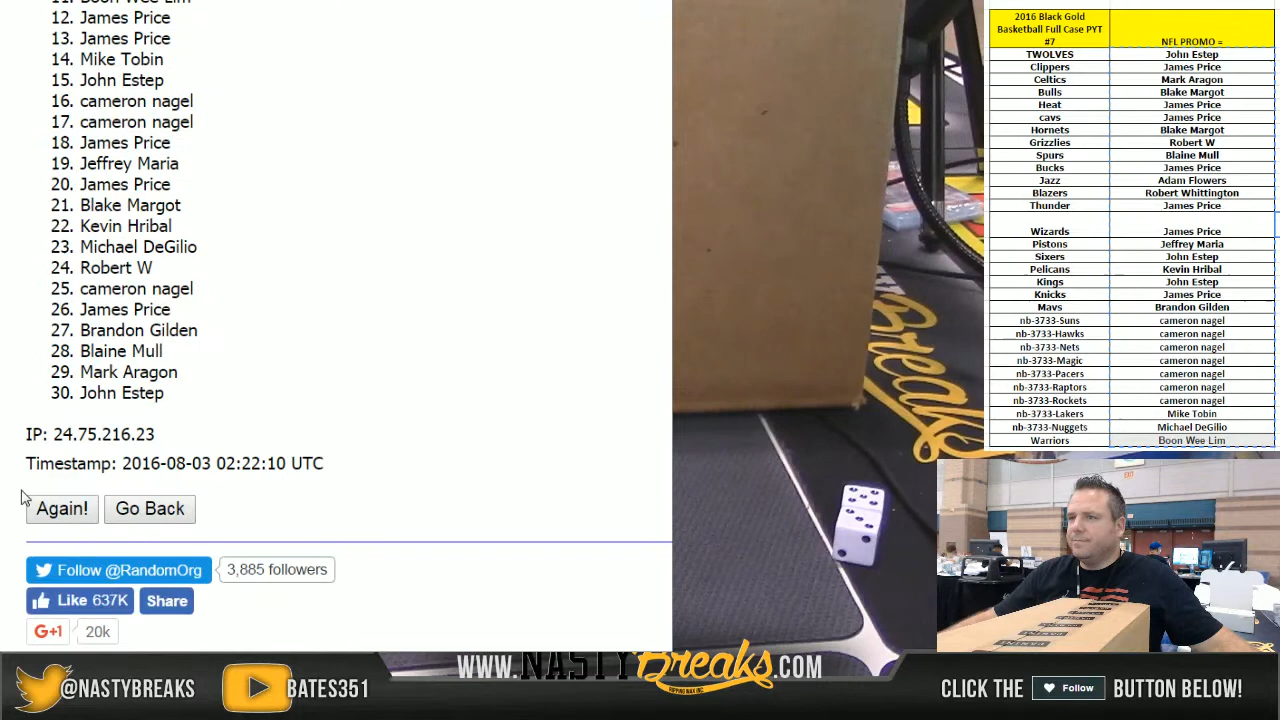 12. James Price
13. James Price
14. Mike Tobin
15. John Estep
16. cameron nagel
17. cameron nagel
18. James Price
19. Jeffrey Maria
20. James Price
21. Blake Margot
22. Kevin Hribal
23. Michael DeGilio
24. Robert W
25. cameron nagel
26. James Price
27. Brandon Gilden
28. Blaine Mull
29. Mark Aragon
30. John Estep
IP: 24.75.216.23
Timestamp: 2016-08-03 02:22:10 UTC
Again! Go Back
Follow @RandomOrg 3,885 followers
Like 637K Share
G+1 20k
2016 Black Gold
Basketball Full Case PYT
#7 NFL PROMO =
TWOLVES John Estep
Clippers James Price
Celtics Mark Aragon
Bulls Blake Margot
Heat James Price
cavs James Price
Hornets Blake Margot
Grizzlies Robert W
Spurs Blaine Mull
Bucks James Price
Jazz Adam Flowers
Blazers Robert Whittington
Thunder James Price
Wizards James Price
Pistons Jeffrey Maria
Sixers John Estep
Pelicans Kevin Hribal
Kings John Estep
Knicks James Price
Mavs Brandon Gilden
nb-3733-Suns cameron nagel
nb-3733-Hawks cameron nagel
nb-3733-Nets cameron nagel
nb-3733-Magic cameron nagel
nb-3733-Pacers cameron nagel
nb-3733-Raptors cameron nagel
nb-3733-Rockets cameron nagel
nb-3733-Lakers Mike Tobin
nb-3733-Nuggets Michael DeGilio
Warriors Boon Wee Lim
Breaks
EXIT
@NASTYBREAKS BATES351 WWW.NASTYBreaks.COM
RIPPING WAX INC.
CLICK THE Follow BUTTON BELOW!